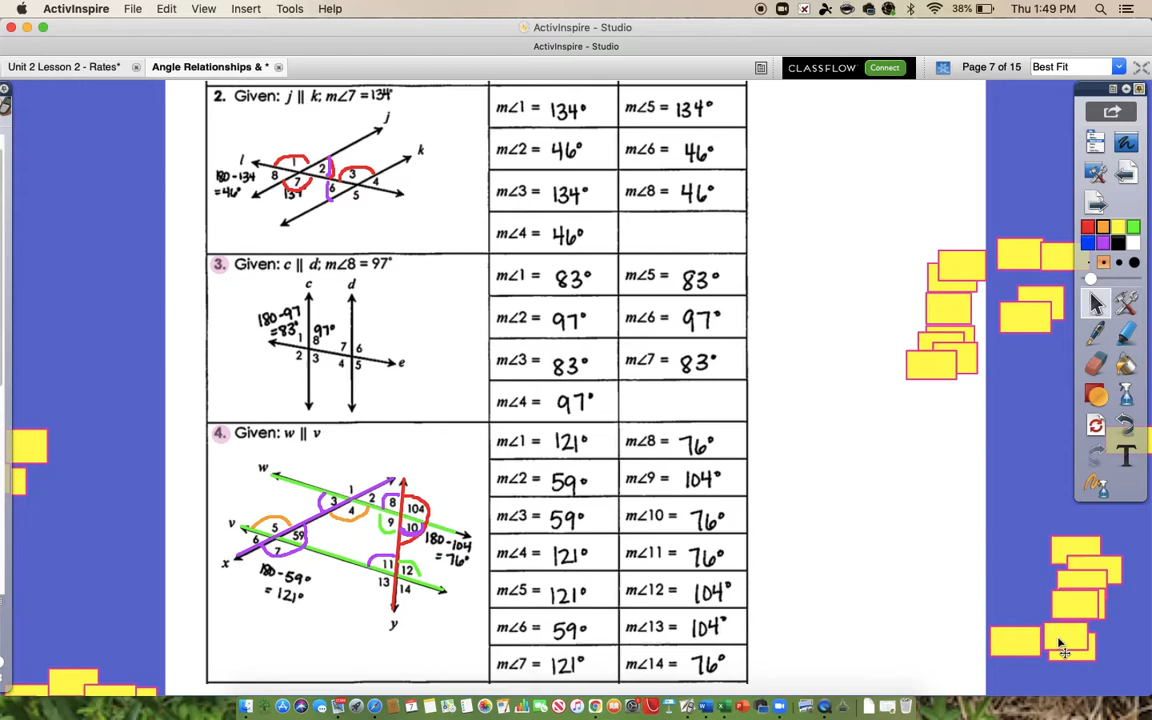 ActivInspire File Edit View Insert Tools Help 38% Thu 1:49 PM
ActivInspire - Studio
ActivInspire - Studio
Unit 2 Lesson 2 - Rates* Angle Relationships & * CLASSFLOW Connect Page 7 of 15 Best Fit
2. Given: j ∥ k; m∠7 = 134°
j
k
l
1 2 3 4 5 6 7 8
134
180-134
=46°
m∠1 = 134° m∠5 = 134°
m∠2 = 46° m∠6 = 46°
m∠3 = 134° m∠8 = 46°
m∠4 = 46°
3. Given: c ∥ d; m∠8 = 97°
c d
180-97
=83°
97°
1 8 7 6
2 3 4 5
e
m∠1 = 83° m∠5 = 83°
m∠2 = 97° m∠6 = 97°
m∠3 = 83° m∠7 = 83°
m∠4 = 97°
4. Given: w ∥ v
w
3 1 2 8 104
4 9 10
v
5 59
6 7
x
180-104
=76°
11 12
13 14
180-59°
=121°
y
m∠1 = 121° m∠8 = 76°
m∠2 = 59° m∠9 = 104°
m∠3 = 59° m∠10 = 76°
m∠4 = 121° m∠11 = 76°
m∠5 = 121° m∠12 = 104°
m∠6 = 59° m∠13 = 104°
m∠7 = 121° m∠14 = 76°
T